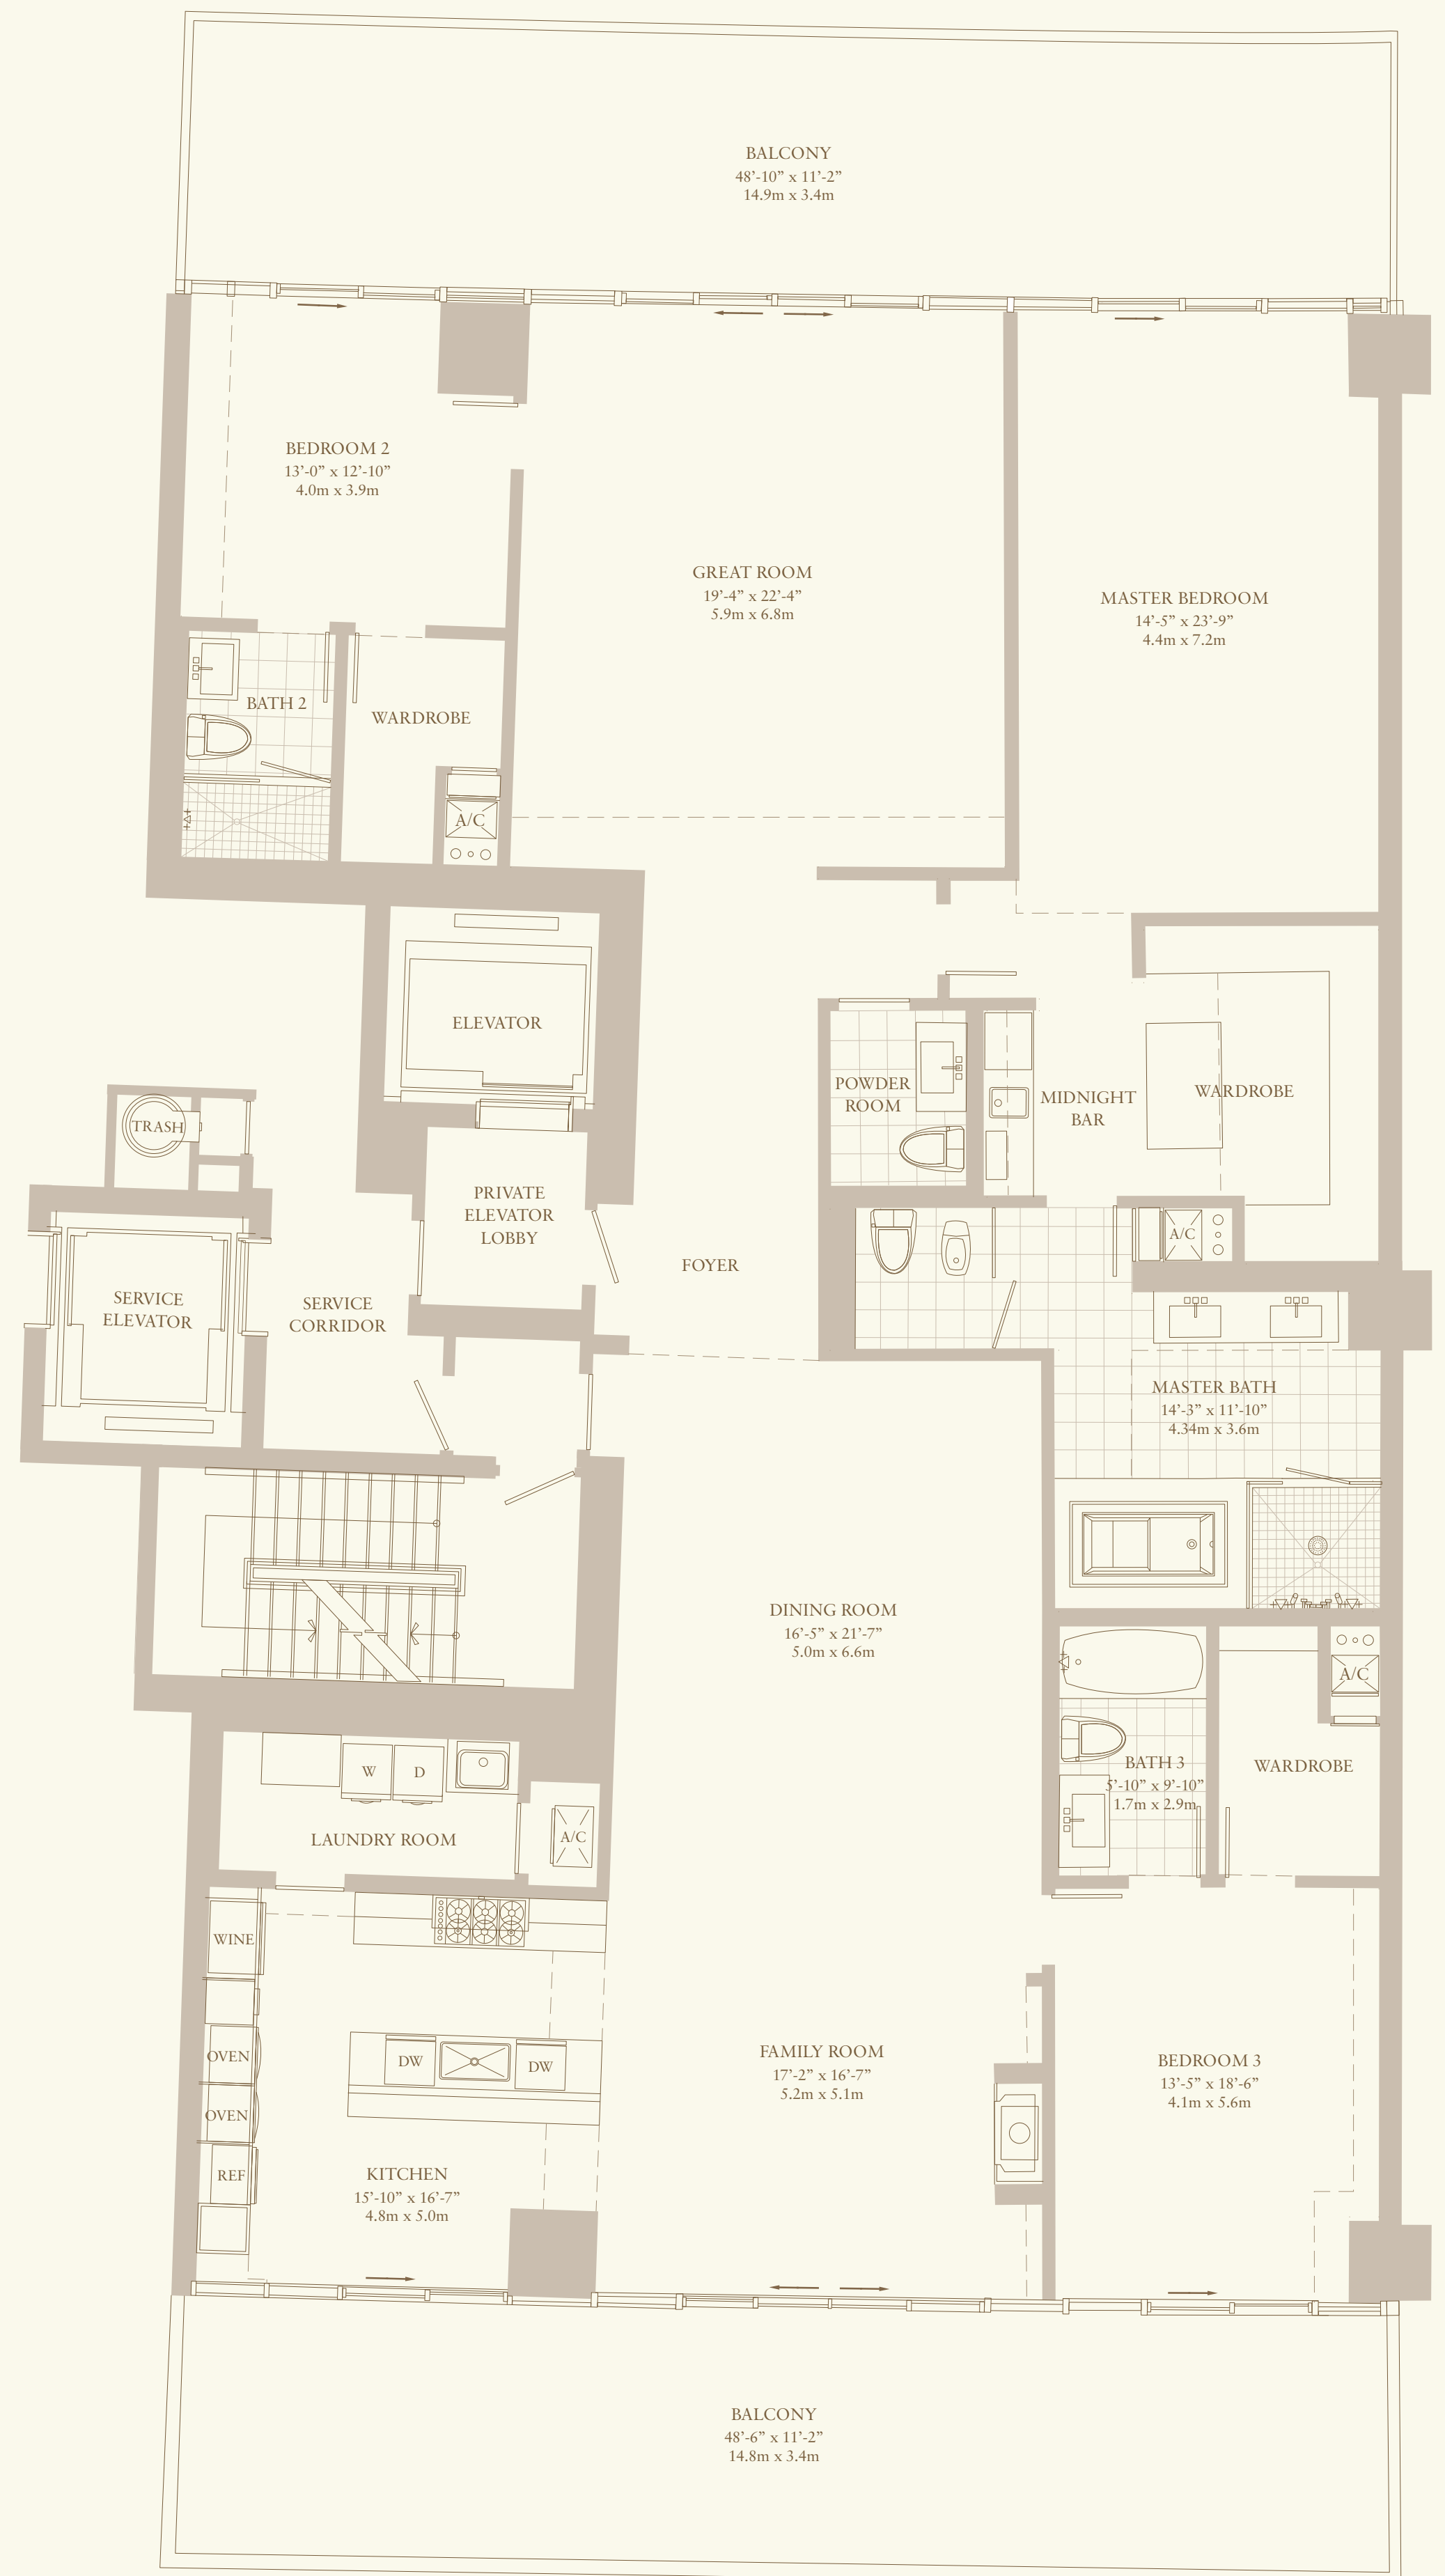 BALCONY
48’-10” x 11’-2”
14.9m x 3.4m
BEDROOM 2
13’-0” x 12’-10”
4.0m x 3.9m
GREAT ROOM
19’-4” x 22’-4”
5.9m x 6.8m
MASTER BEDROOM
14’-5” x 23’-9”
4.4m x 7.2m
BATH 2
WARDROBE
A/C
ELEVATOR
POWDER
ROOM
MIDNIGHT
BAR
WARDROBE
TRASH
PRIVATE
ELEVATOR
LOBBY
FOYER
A/C
SERVICE
ELEVATOR
SERVICE
CORRIDOR
MASTER BATH
14’-3” x 11’-10”
4.34m x 3.6m
DINING ROOM
16’-5” x 21’-7”
5.0m x 6.6m
A/C
W
D
BATH 3
5’-10” x 9’-10”
1.7m x 2.9m
WARDROBE
LAUNDRY ROOM
A/C
WINE
OVEN
DW
DW
OVEN
REF
FAMILY ROOM
17’-2” x 16’-7”
5.2m x 5.1m
BEDROOM 3
13’-5” x 18’-6”
4.1m x 5.6m
KITCHEN
15’-10” x 16’-7”
4.8m x 5.0m
BALCONY
48’-6” x 11’-2”
14.8m x 3.4m